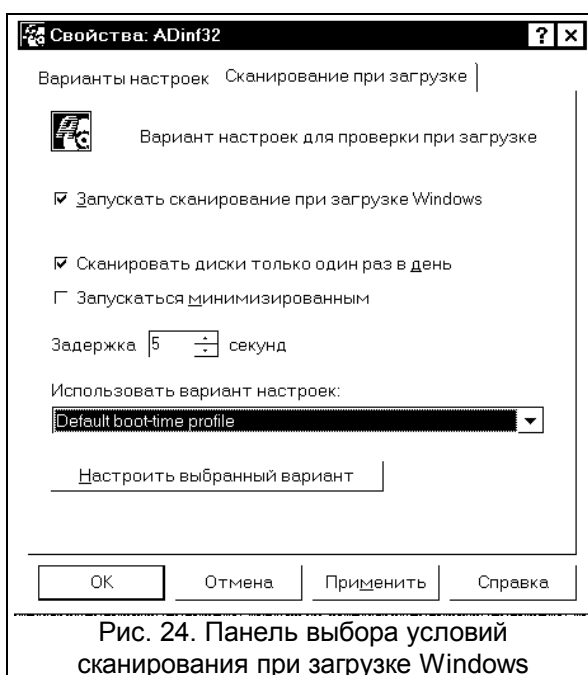 Свойства: ADinf32
Варианты настроек Сканирование при загрузке
Вариант настроек для проверки при загрузке
Запускать сканирование при загрузке Windows
Сканировать диски только один раз в день
Запускаться минимизированным
Задержка 5 секунд
Использовать вариант настроек:
Default boot-time profile
Настроить выбранный вариант
ОК Отмена Применить Справка
Рис. 24. Панель выбора условий
сканирования при загрузке Windows